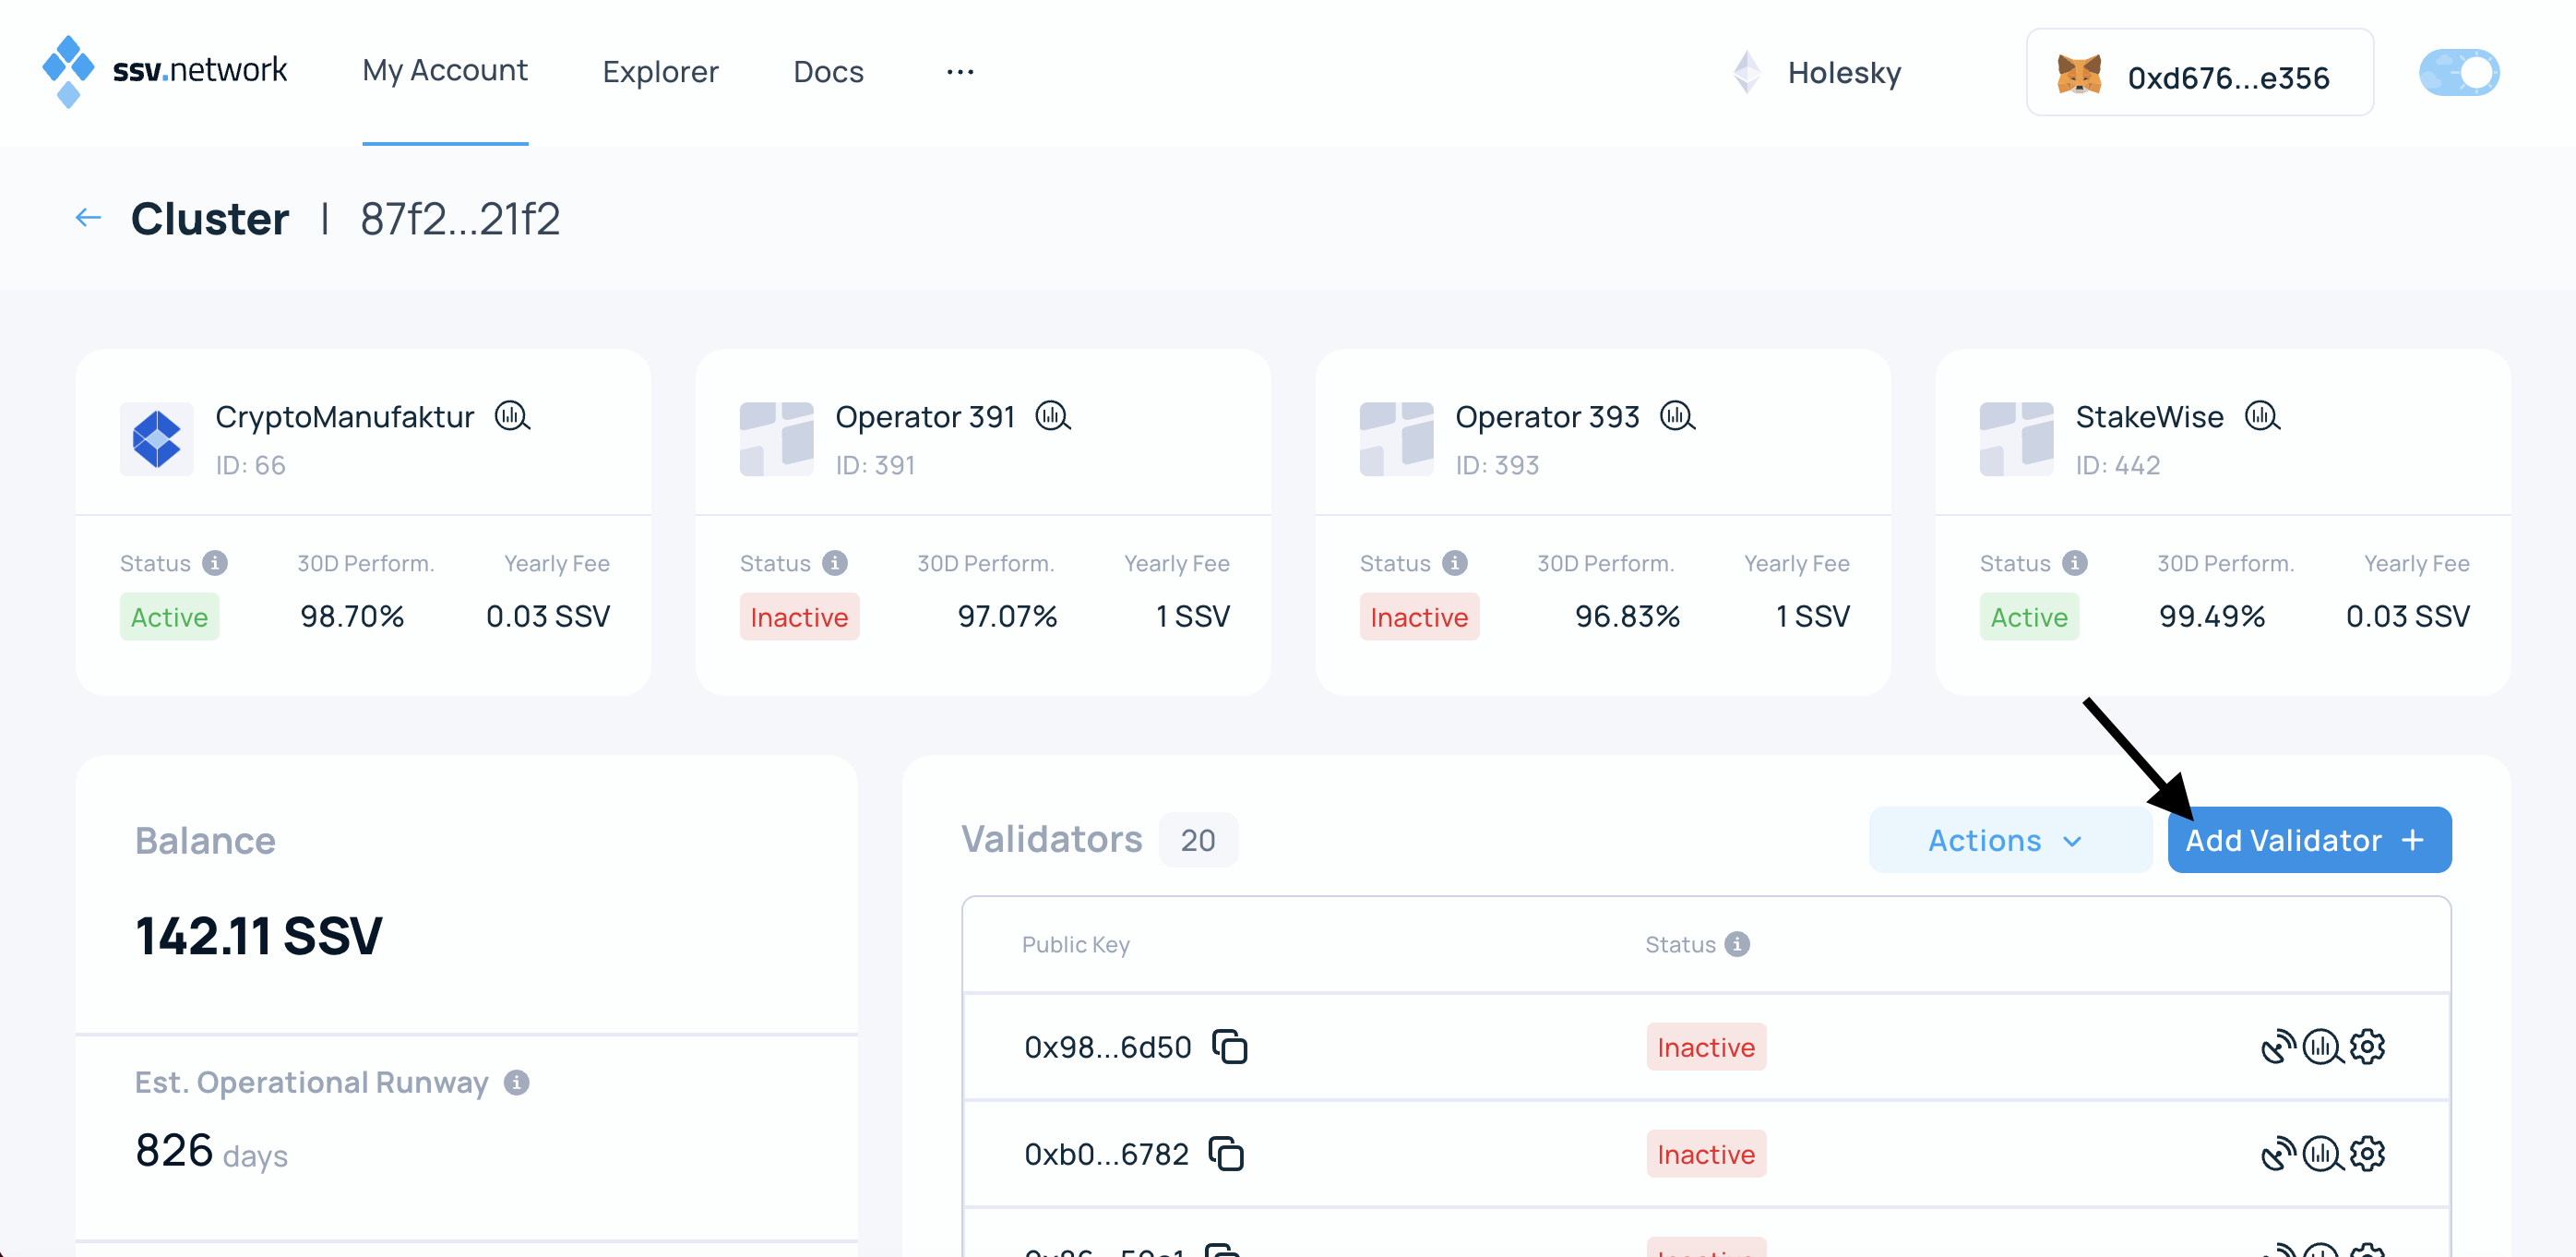 ssv.network My Account Explorer Docs ... Holesky 0xd676...e356
Cluster | 87f2...21f2
CryptoManufaktur
ID: 66
Status 30D Perform. Yearly Fee
Active 98.70% 0.03 SSV
Operator 391
ID: 391
Status 30D Perform. Yearly Fee
Inactive 97.07% 1 SSV
Operator 393
ID: 393
Status 30D Perform. Yearly Fee
Inactive 96.83% 1 SSV
StakeWise
ID: 442
Status 30D Perform. Yearly Fee
Active 99.49% 0.03 SSV
Balance
142.11 SSV
Est. Operational Runway
826 days
Validators 20 Actions Add Validator +
Public Key Status
0x98...6d50 Inactive
0xb0...6782 Inactive